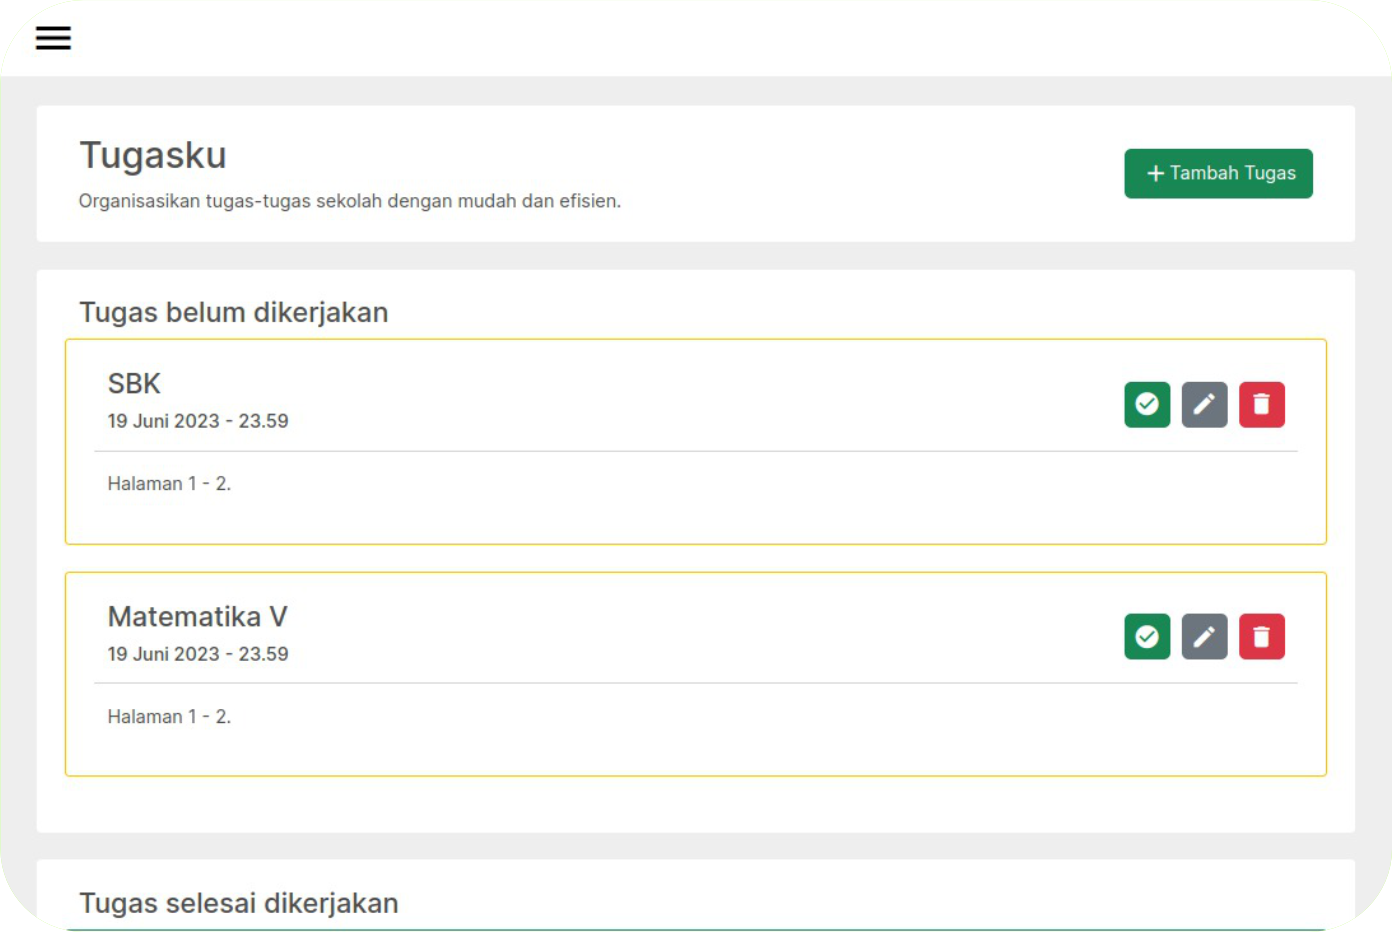 Tugasku
Organisasikan tugas-tugas sekolah dengan mudah dan efisien.
+ Tambah Tugas
Tugas belum dikerjakan
SBK
19 Juni 2023 - 23.59
Halaman 1 - 2.
Matematika V
19 Juni 2023 - 23.59
Halaman 1 - 2.
Tugas selesai dikerjakan